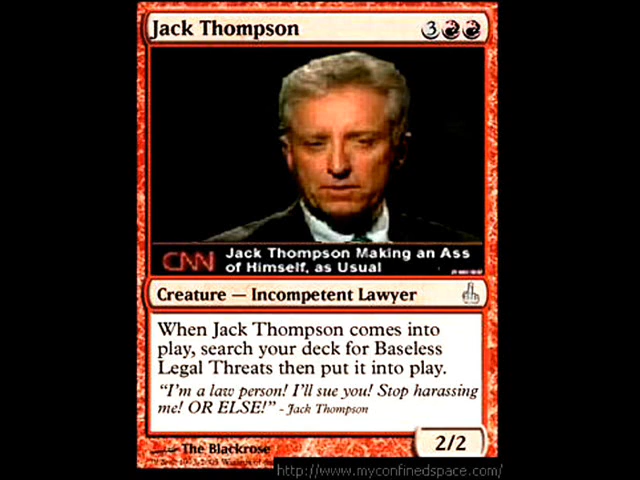 Jack Thompson 3
CNN
Jack Thompson Making an Ass
of Himself, as Usual
Creature — Incompetent Lawyer
When Jack Thompson comes into
play, search your deck for Baseless
Legal Threats then put it into play.
"I'm a law person! I'll sue you! Stop harassing
me! OR ELSE!" - Jack Thompson
2/2
The Blackrose
http://www.myconfinedspace.com/